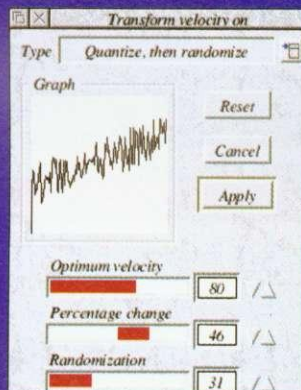 Transform velocity on
Type Quantize, then randomize
Graph
Reset
Cancel
Apply
Optimum velocity
80
Percentage change
46
Randomization
31